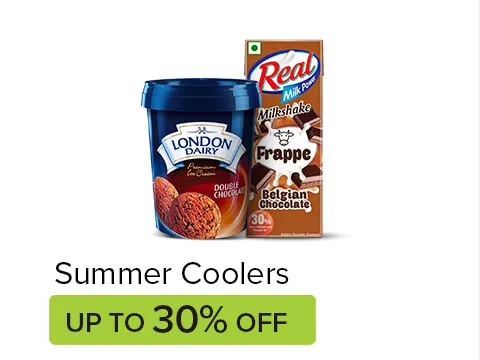 Real
Milk Power
Milkshake
Frappe
Belgian
Chocolate
30%
LONDON
DAIRY
Premium
Ice Cream
DOUBLE
CHOCOLATE
Summer Coolers
UP TO 30% OFF